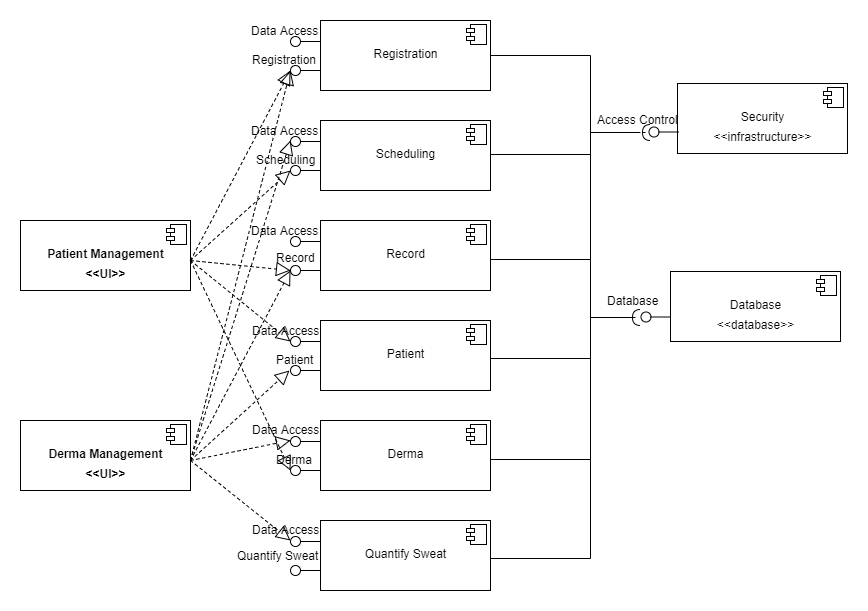 Data Access
Registration
Registration
Data Access
Scheduling
Scheduling
Access Control
Security
<<infrastructure>>
Patient Management
<<UI>>
Data Access
Record
Record
Database
Database
<<database>>
Data Access
Patient
Patient
Derma Management
<<UI>>
Data Access
Derma
Derma
Data Access
Quantify Sweat
Quantify Sweat